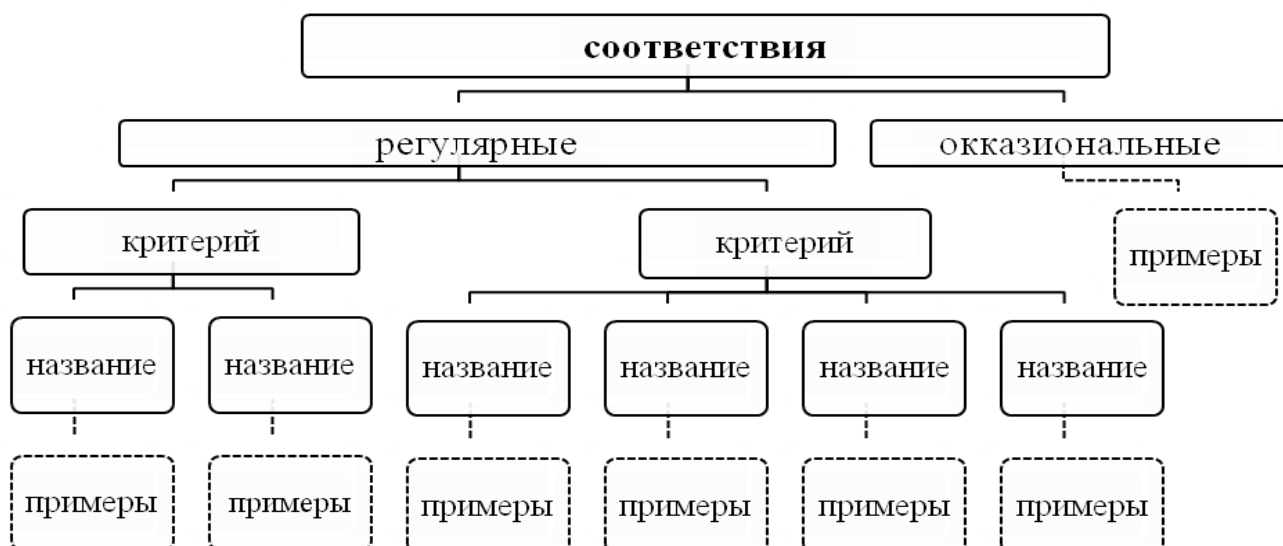 соответствия
регулярные
окказиональные
критерий
критерий
примеры
название
название
название
название
название
название
примеры
примеры
примеры
примеры
примеры
примеры